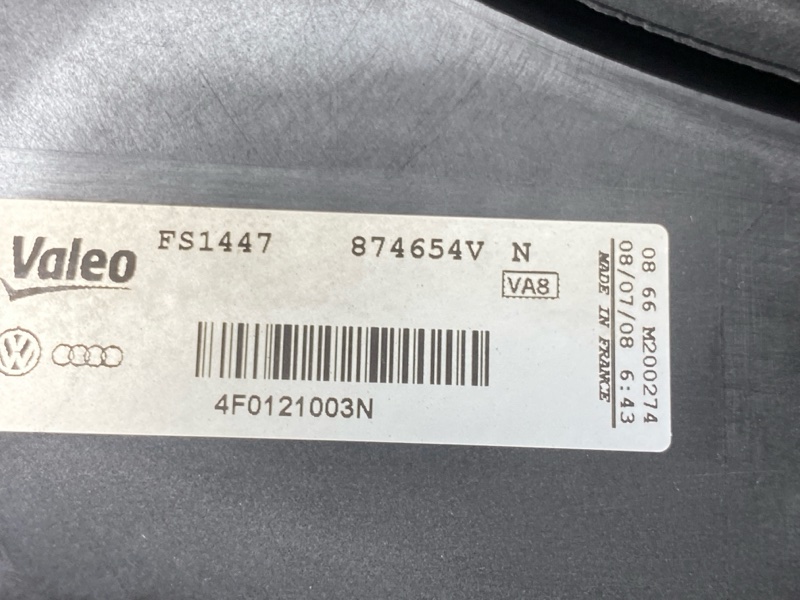 Valeo FS1447 874654V N
VA8
4F0121003N
08 66 M200274
08/07/08 6:43
MADE IN FRANCE